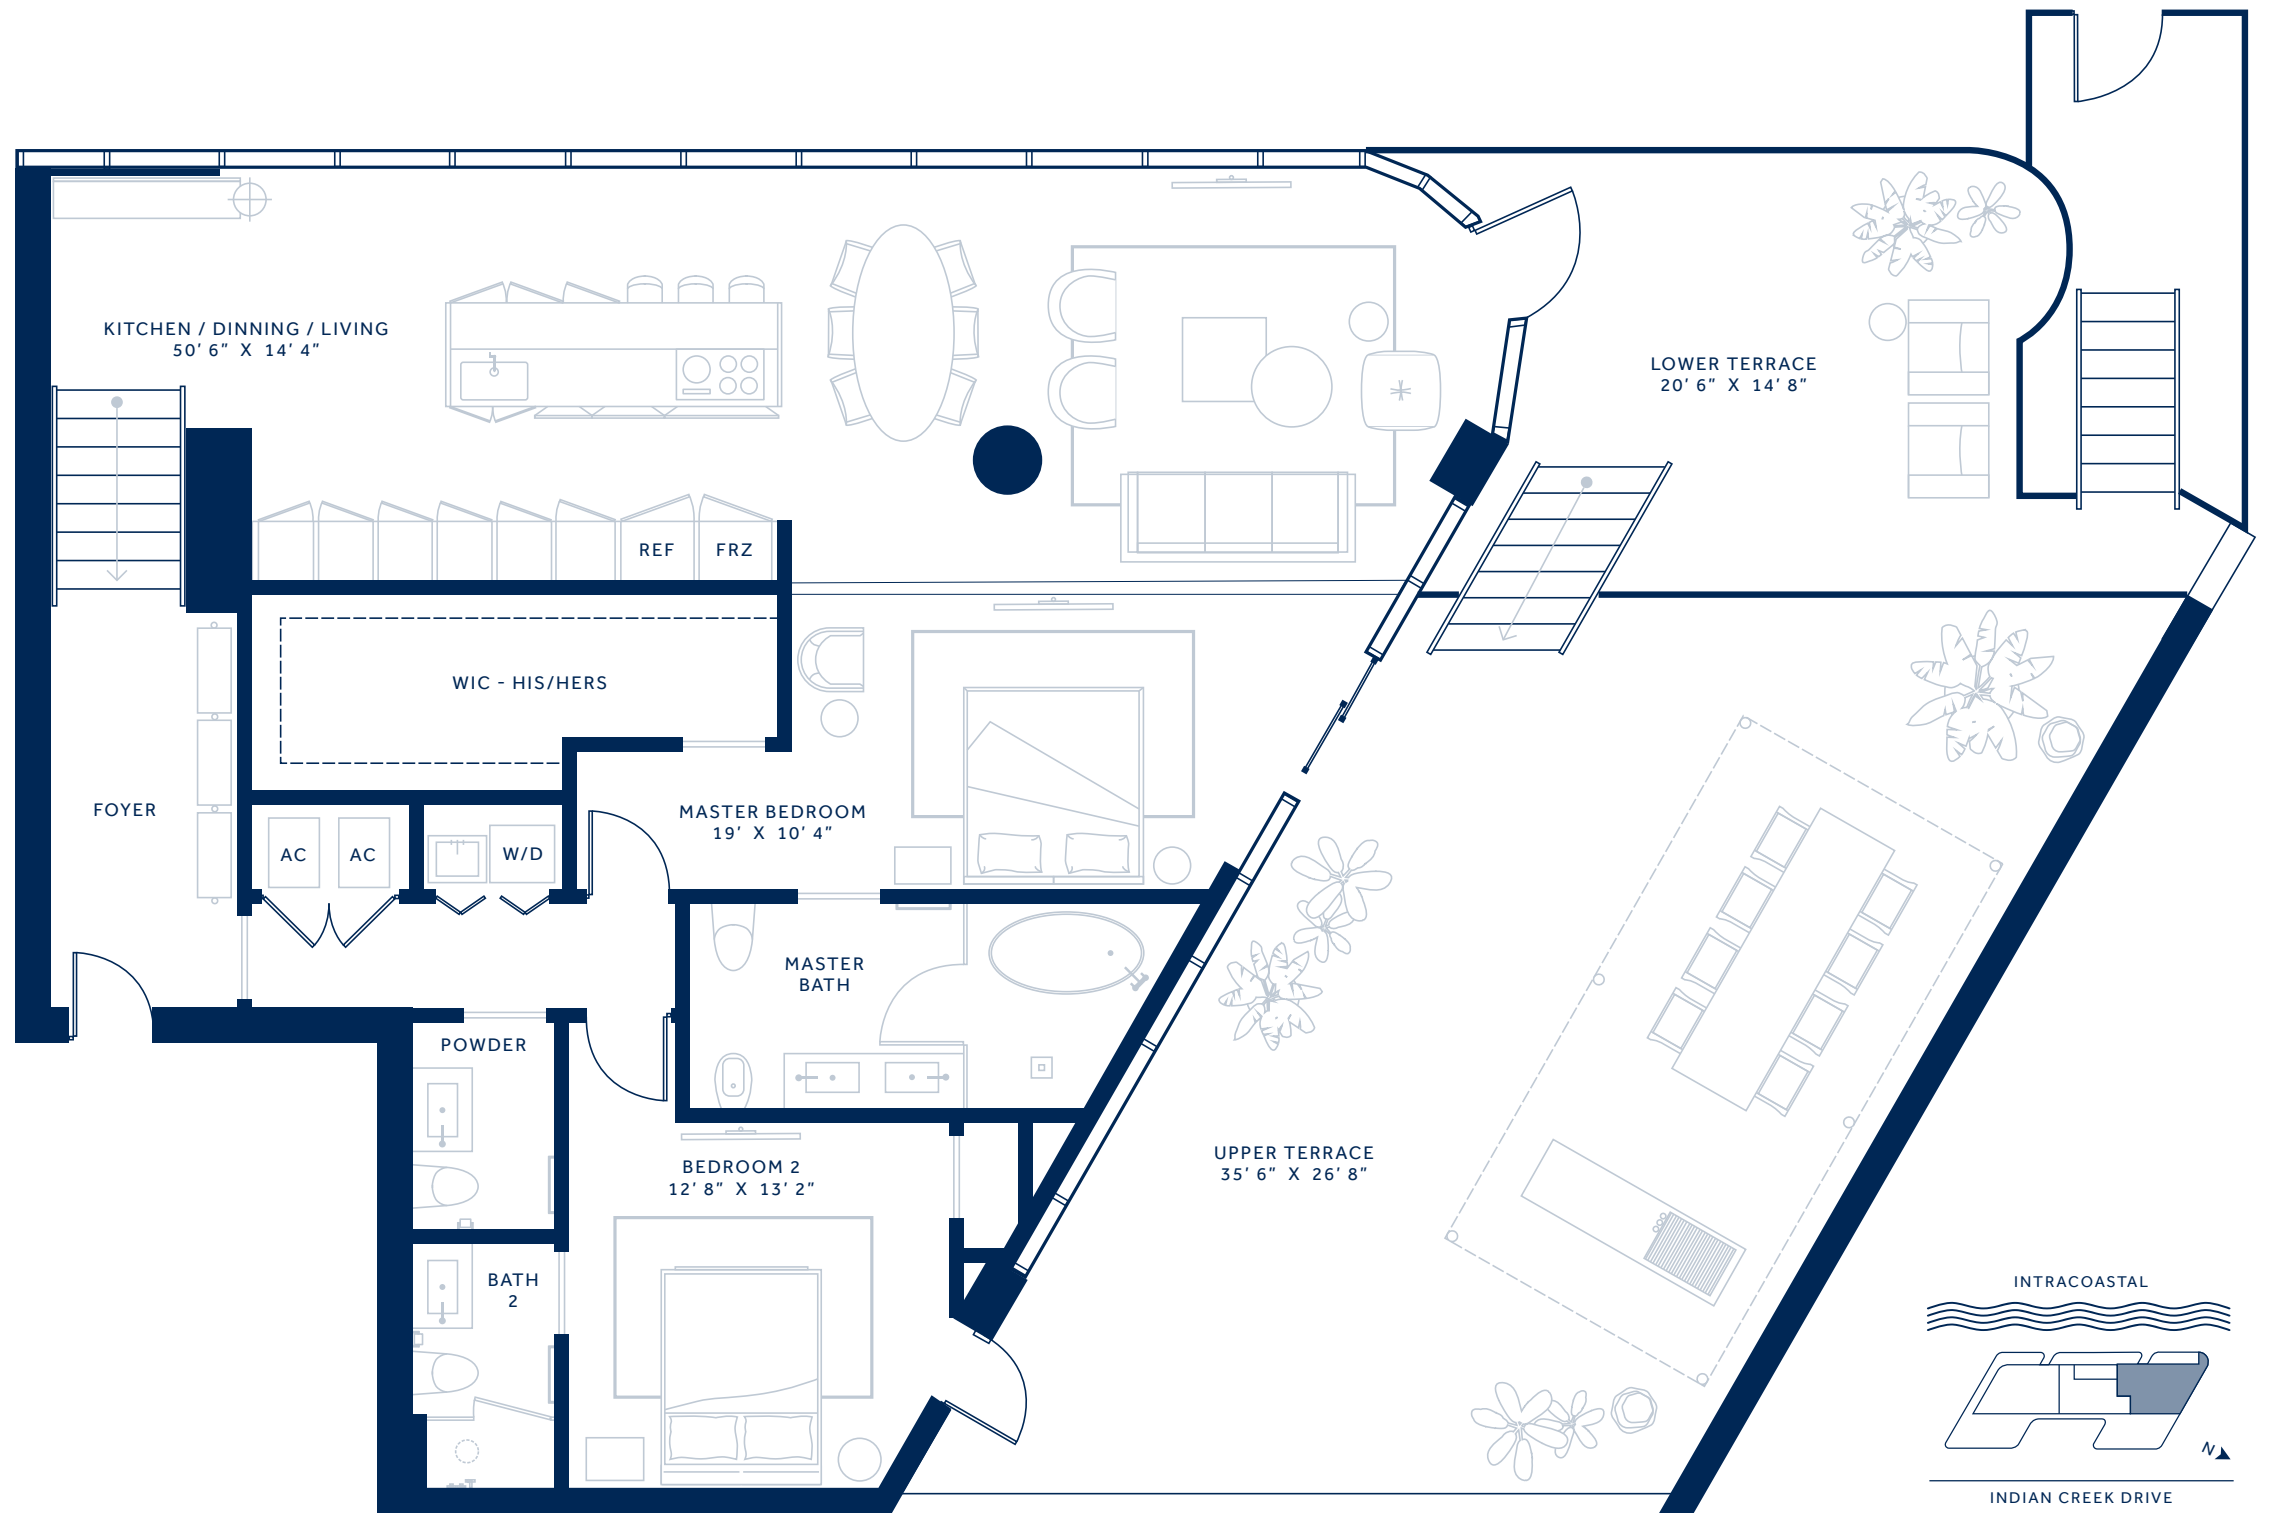 KITCHEN / DINNING / LIVING
50’ 6” X 14’ 4”
LOWER TERRACE
20’ 6” X 14’ 8”
REF
FRZ
WIC - HIS/HERS
FOYER
MASTER BEDROOM
19’ X 10’ 4”
AC
AC
W/D
MASTER
BATH
POWDER
BEDROOM 2
12’ 8” X 13’ 2”
UPPER TERRACE
35’ 6” X 26’ 8”
BATH
2
INTRACOASTAL
N
INDIAN CREEK DRIVE